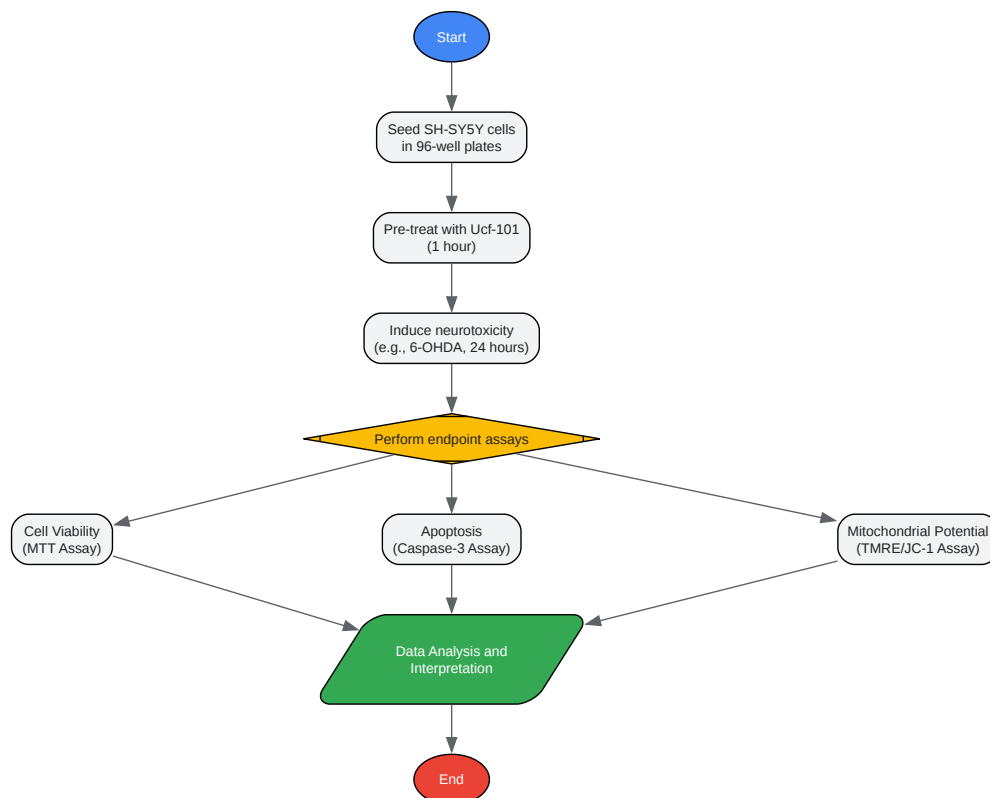 Start
Seed SH-SY5Y cells
in 96-well plates
Pre-treat with Ucf-101
(1 hour)
Induce neurotoxicity
(e.g., 6-OHDA, 24 hours)
Perform endpoint assays
Cell Viability
(MTT Assay)
Apoptosis
(Caspase-3 Assay)
Mitochondrial Potential
(TMRE/JC-1 Assay)
Data Analysis and
Interpretation
End